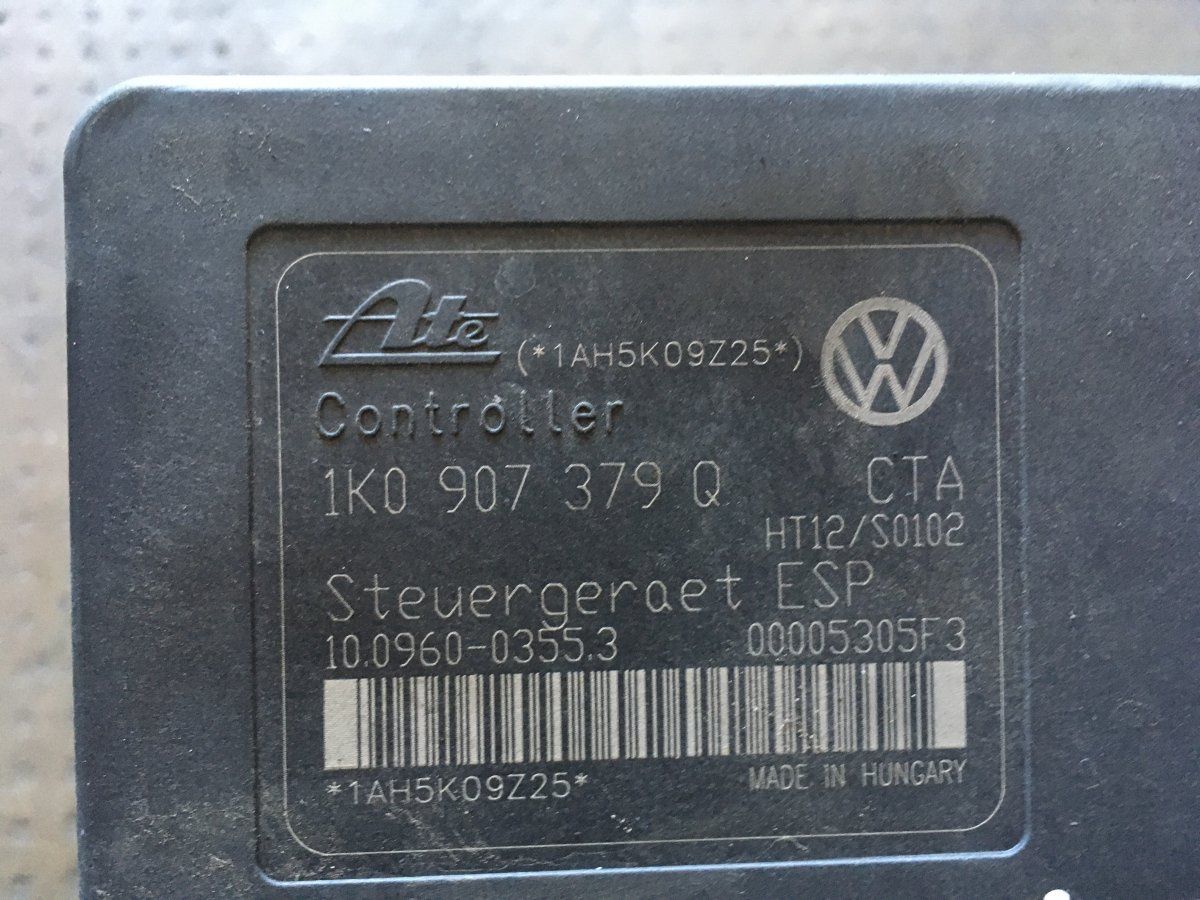 Ate (*1AH5K09Z25*)
VW
Controller
1K0 907 379 Q CTA
HT12/S0102
Steuergeraet ESP
10.0960-0355.3 00005305F3
*1AH5K09Z25* MADE IN HUNGARY